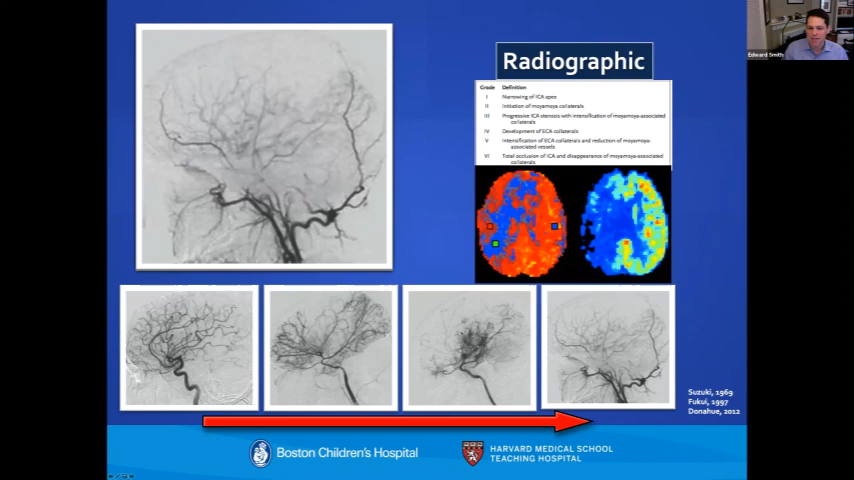 Edward Smith
Radiographic
Grade Definition
I Narrowing of ICA apex
II Initiation of moyamoya collaterals
III Progressive ICA stenosis with intensification of moyamoya-associated
collaterals
IV Development of ECA collaterals
V Intensification of ECA collaterals and reduction of moyamoya-
associated vessels
VI Total occlusion of ICA and disappearance of moyamoya-associated
collaterals
Suzuki, 1969
Fukui, 1997
Donahue, 2012
Boston Children's Hospital
HARVARD MEDICAL SCHOOL
TEACHING HOSPITAL